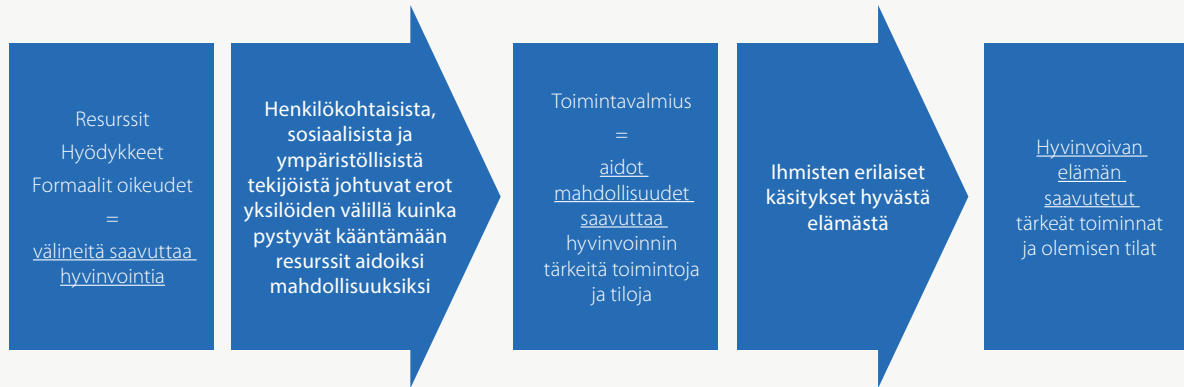 Resurssit
Hyödykkeet
Formaalit oikeudet
=
välineitä saavuttaa
hyvinvointia
Henkilökohtaisista,
sosiaalisista ja
ympäristöllisistä
tekijöistä johtuvat erot
yksilöiden välillä kuinka
pystyvät kääntämään
resurssit aidoiksi
mahdollisuuksiksi
Toimintavalmius
=
aidot
mahdollisuudet
saavuttaa
hyvinvoinnin
tärkeitä toimintoja
ja tiloja
Ihmisten erilaiset
käsitykset hyvästä
elämästä
Hyvinvoivan
elämän
saavutetut
tärkeät toiminnat
ja olemisen tilat